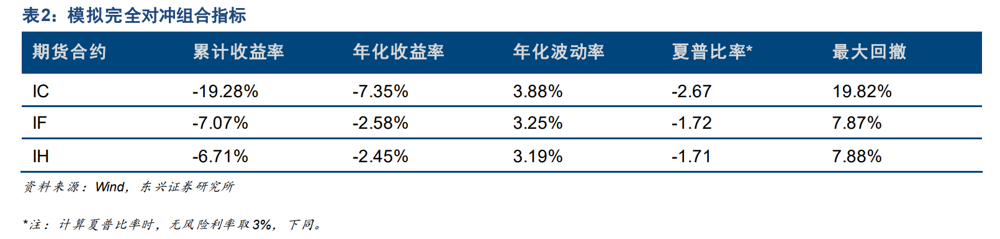 表2：模拟完全对冲组合指标
期货合约 累计收益率 年化收益率 年化波动率 夏普比率* 最大回撤
IC -19.28% -7.35% 3.88% -2.67 19.82%
IF -7.07% -2.58% 3.25% -1.72 7.87%
IH -6.71% -2.45% 3.19% -1.71 7.88%
资料来源：Wind，东兴证券研究所
*注：计算夏普比率时，无风险利率取3%，下同。